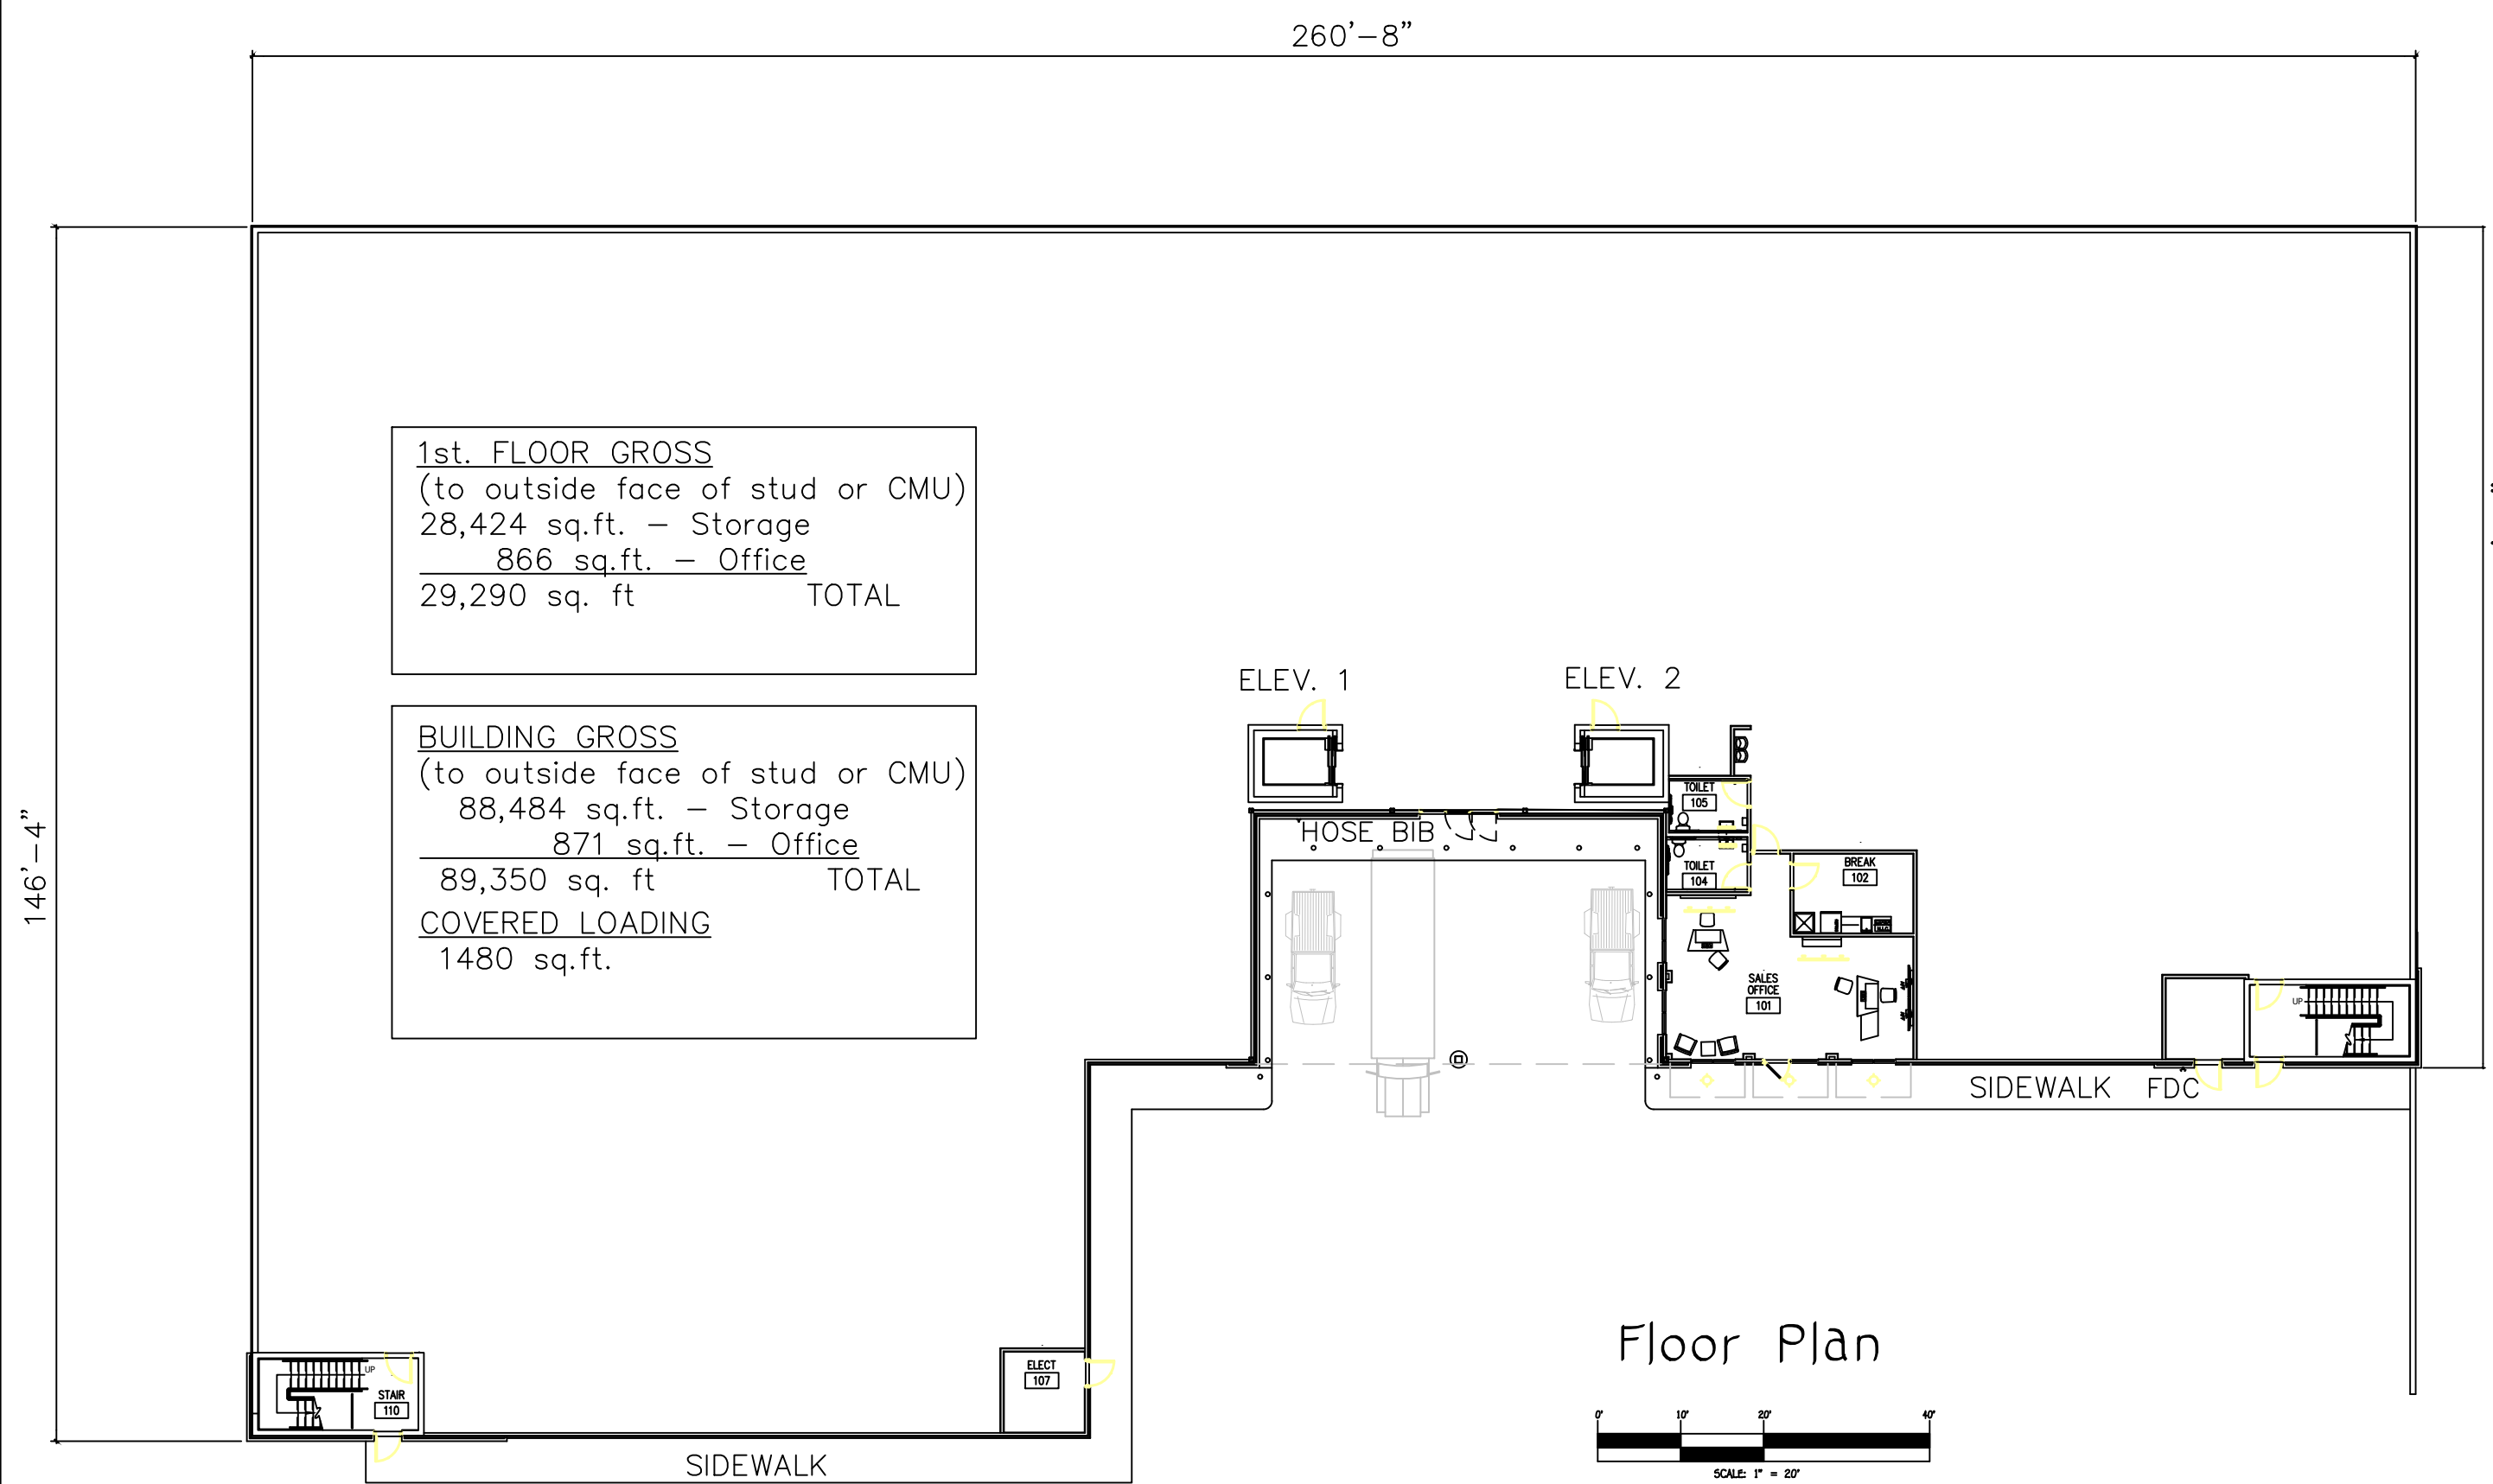 260'-8"
146'-4"
1st. FLOOR GROSS
(to outside face of stud or CMU)
28,424 sq.ft. - Storage
866 sq.ft. - Office
29,290 sq. ft TOTAL
BUILDING GROSS
(to outside face of stud or CMU)
88,484 sq.ft. - Storage
871 sq.ft. - Office
89,350 sq. ft TOTAL
COVERED LOADING
1480 sq.ft.
ELEV. 1
ELEV. 2
HOSE BIB
TOILET
105
TOILET
104
BREAK
102
SALES
OFFICE
101
UP
SIDEWALK FDC
UP
STAIR
110
ELECT
107
SIDEWALK
Floor Plan
0' 10' 20' 40'
SCALE: 1" = 20'